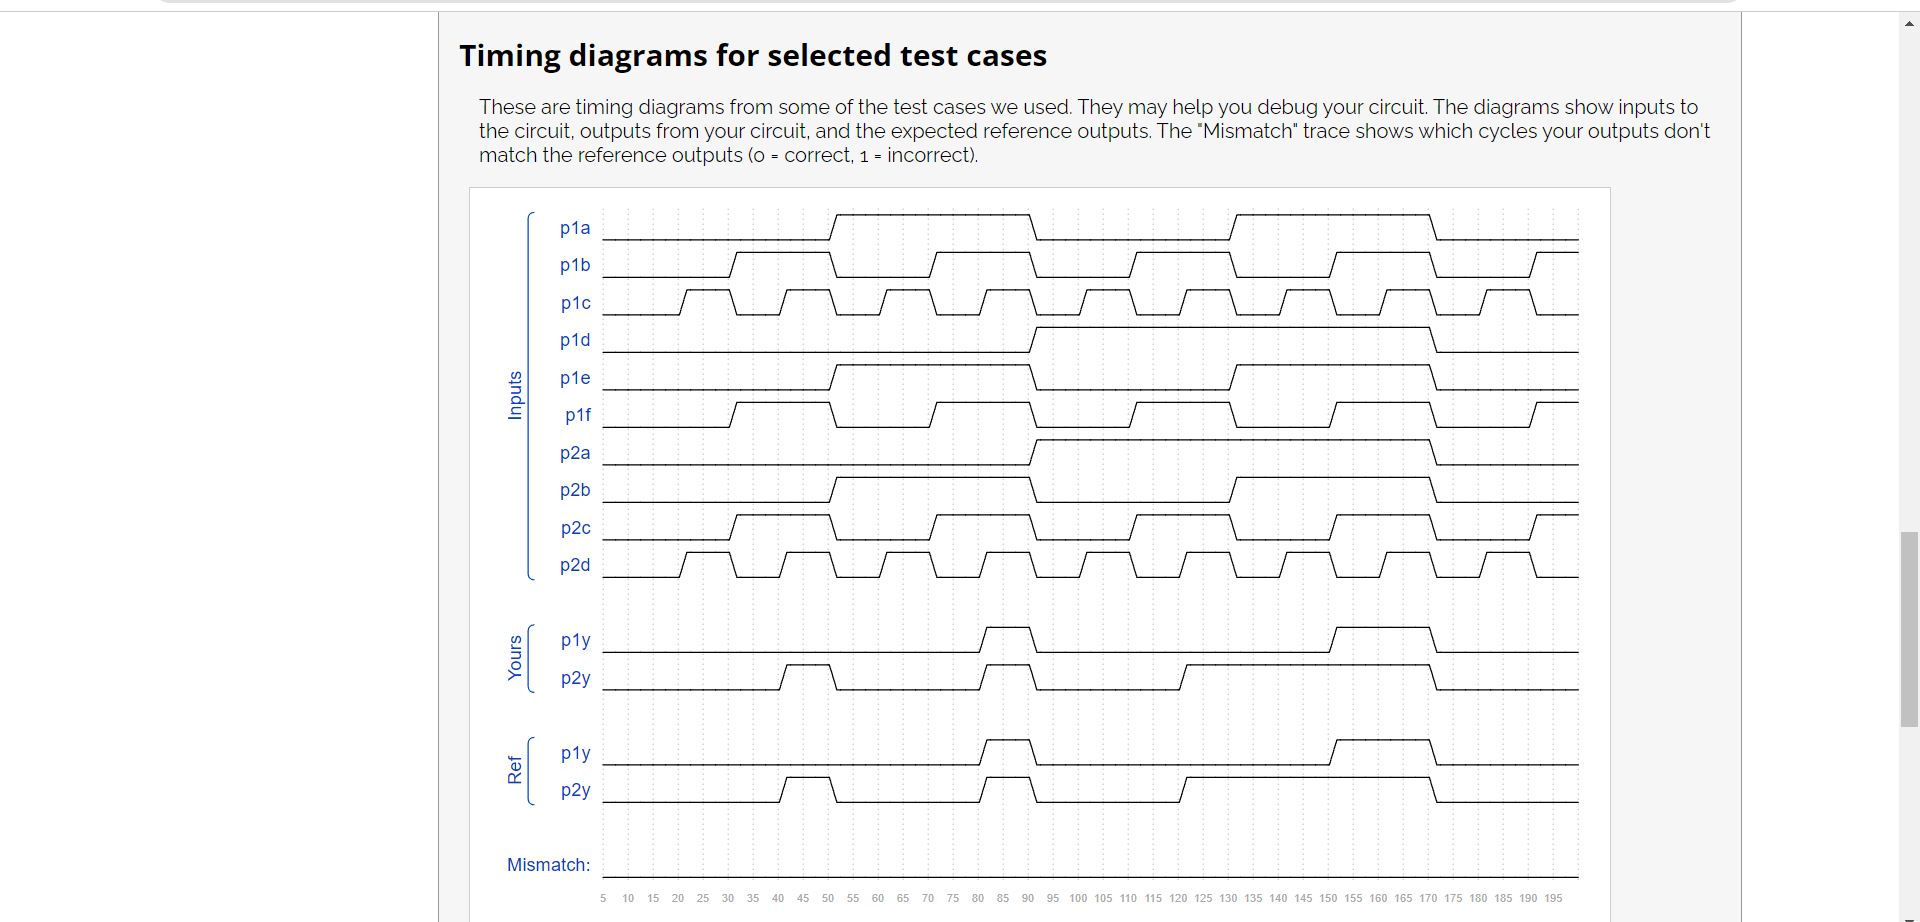 Timing diagrams for selected test cases
These are timing diagrams from some of the test cases we used. They may help you debug your circuit. The diagrams show inputs to
the circuit, outputs from your circuit, and the expected reference outputs. The "Mismatch" trace shows which cycles your outputs don't
match the reference outputs (0 = correct, 1 = incorrect).
Inputs
p1a
p1b
p1c
p1d
p1e
p1f
p2a
p2b
p2c
p2d
Yours
p1y
p2y
Ref
p1y
p2y
Mismatch:
5 10 15 20 25 30 35 40 45 50 55 60 65 70 75 80 85 90 95 100 105 110 115 120 125 130 135 140 145 150 155 160 165 170 175 180 185 190 195